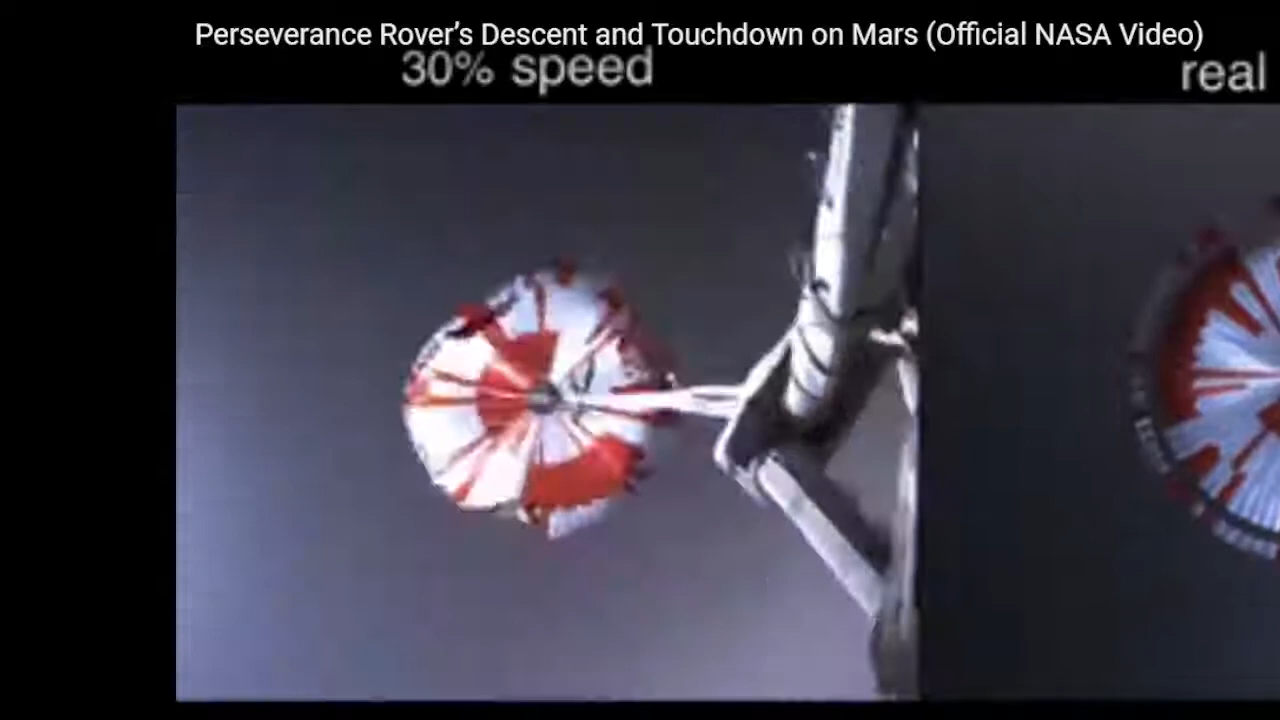 Perseverance Rover’s Descent and Touchdown on Mars (Official NASA Video)
30% speed
real